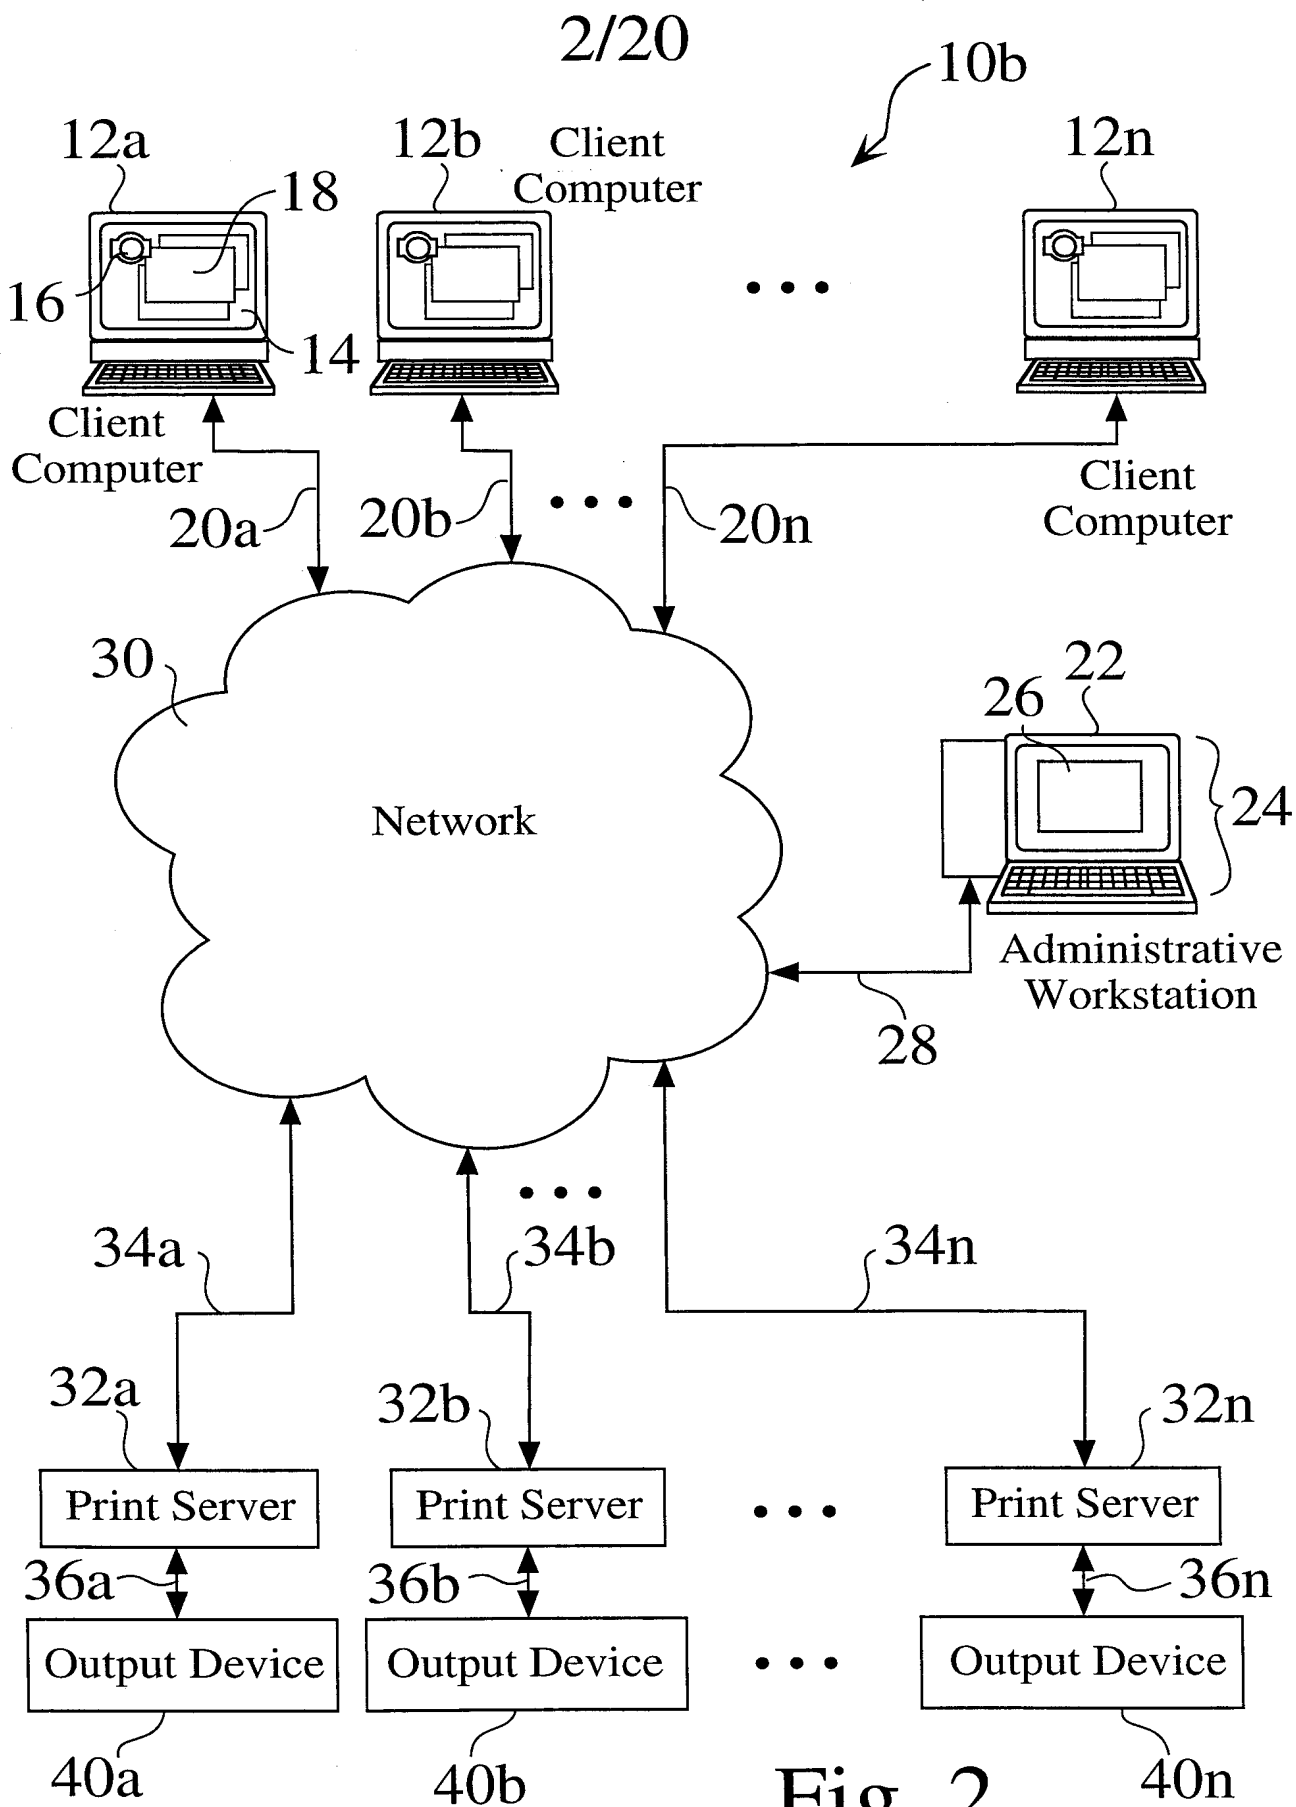 2/20
10b
12a
12b
Client
Computer
12n
18
16
14
Client
Computer
20a
20b
20n
Client
Computer
30
Network
22
26
24
Administrative
Workstation
28
34a
34b
34n
32a
32b
32n
Print Server
Print Server
Print Server
36a
36b
36n
Output Device
Output Device
Output Device
40a
40b
40n
Fig. 2